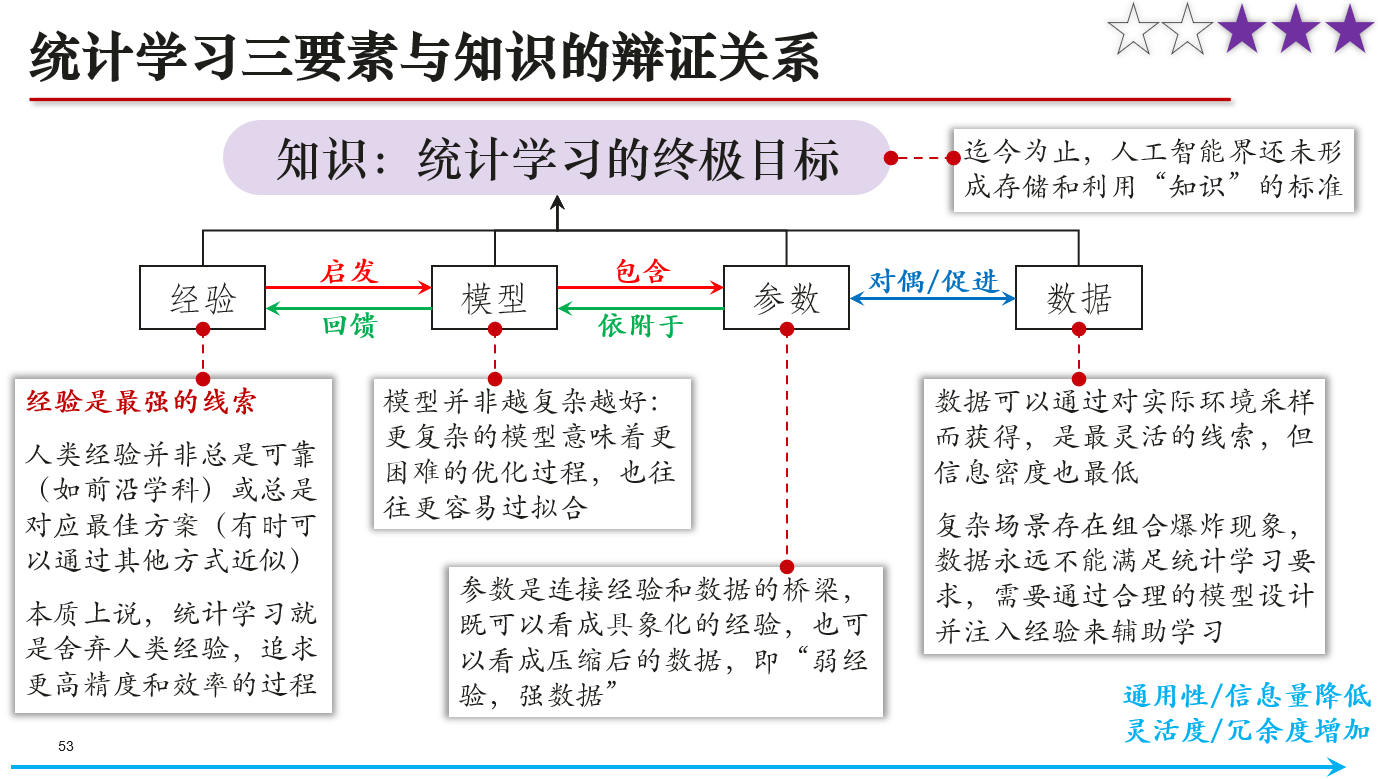 统计学习三要素与知识的辩证关系
知识：统计学习的终极目标
迄今为止，人工智能界还未形
成存储和利用“知识”的标准
经验
启发
回馈
模型
包含
依附于
参数
对偶/促进
数据
经验是最强的线索
人类经验并非总是可靠
（如前沿学科）或总是
对应最佳方案（有时可
以通过其他方式近似）
本质上说，统计学习就
是舍弃人类经验，追求
更高精度和效率的过程
模型并非越复杂越好：
更复杂的模型意味着更
困难的优化过程，也往
往更容易过拟合
参数是连接经验和数据的桥梁，
既可以看成具象化的经验，也可
以看成压缩后的数据，即“弱经
验，强数据”
数据可以通过对实际环境采样
而获得，是最灵活的线索，但
信息密度也最低
复杂场景存在组合爆炸现象，
数据永远不能满足统计学习要
求，需要通过合理的模型设计
并注入经验来辅助学习
通用性/信息量降低
灵活度/冗余度增加
53